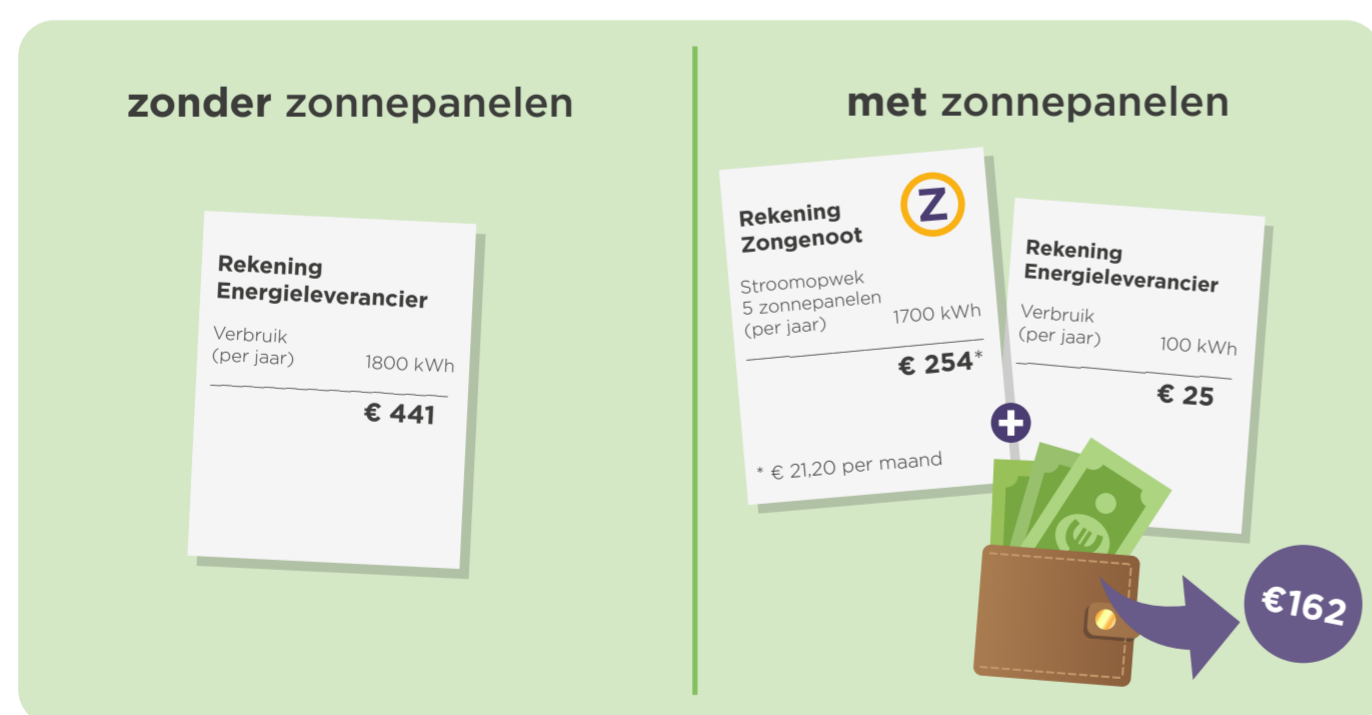 zonder zonnepanelen
Rekening
Energieleverancier
Verbruik
(per jaar) 1800 kWh
€ 441
met zonnepanelen
Z
Rekening
Zongenoot
Stroomopwek
5 zonnepanelen
(per jaar) 1700 kWh
€ 254*
* € 21,20 per maand
Rekening
Energieleverancier
Verbruik
(per jaar) 100 kWh
€ 25
€162